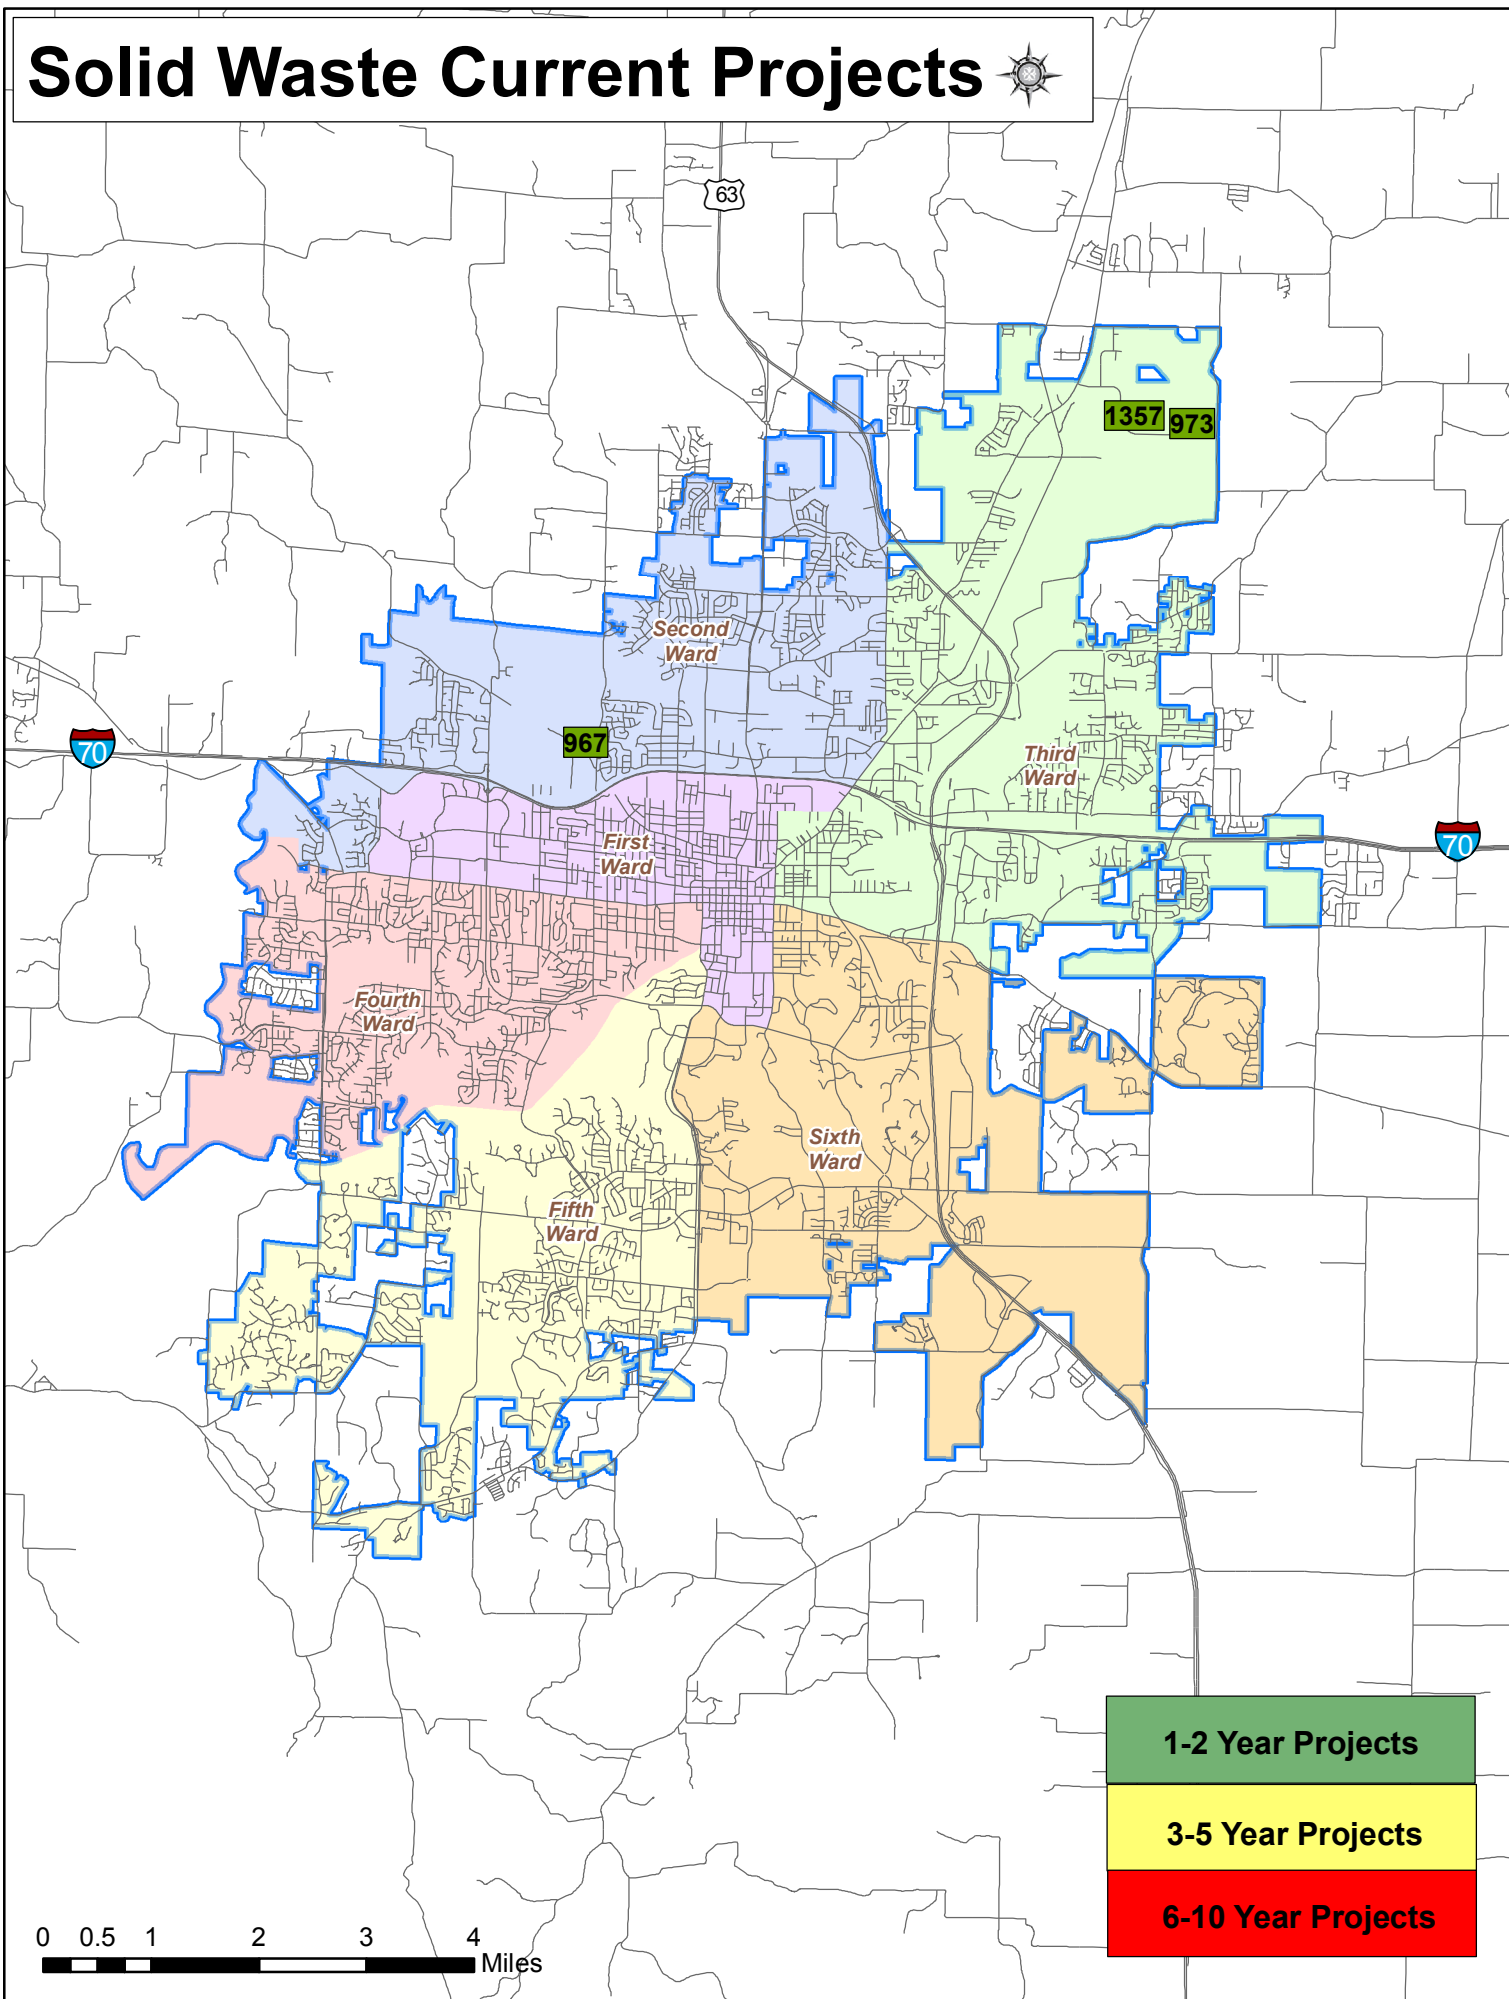 Solid Waste Current Projects
63
1357
973
Second
Ward
967
70
Third
Ward
70
First
Ward
Fourth
Ward
Sixth
Ward
Fifth
Ward
1-2 Year Projects
3-5 Year Projects
6-10 Year Projects
0 0.5 1 2 3 4
Miles